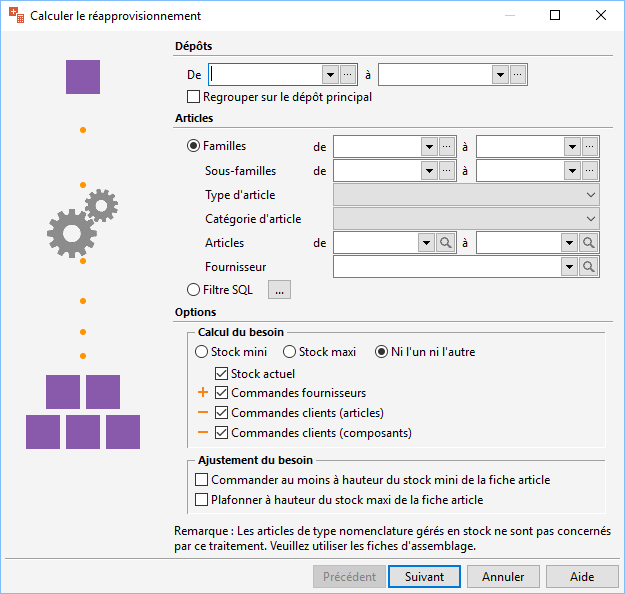 Calculer le réapprovisionnement
Dépôts
De à
Regrouper sur le dépôt principal
Articles
Familles de à
Sous-familles de à
Type d'article
Catégorie d'article
Articles de à
Fournisseur
Filtre SQL ...
Options
Calcul du besoin
Stock mini Stock maxi Ni l'un ni l'autre
Stock actuel
+ Commandes fournisseurs
− Commandes clients (articles)
− Commandes clients (composants)
Ajustement du besoin
Commander au moins à hauteur du stock mini de la fiche article
Plafonner à hauteur du stock maxi de la fiche article
Remarque : Les articles de type nomenclature gérés en stock ne sont pas concernés
par ce traitement. Veuillez utiliser les fiches d'assemblage.
Précédent Suivant Annuler Aide